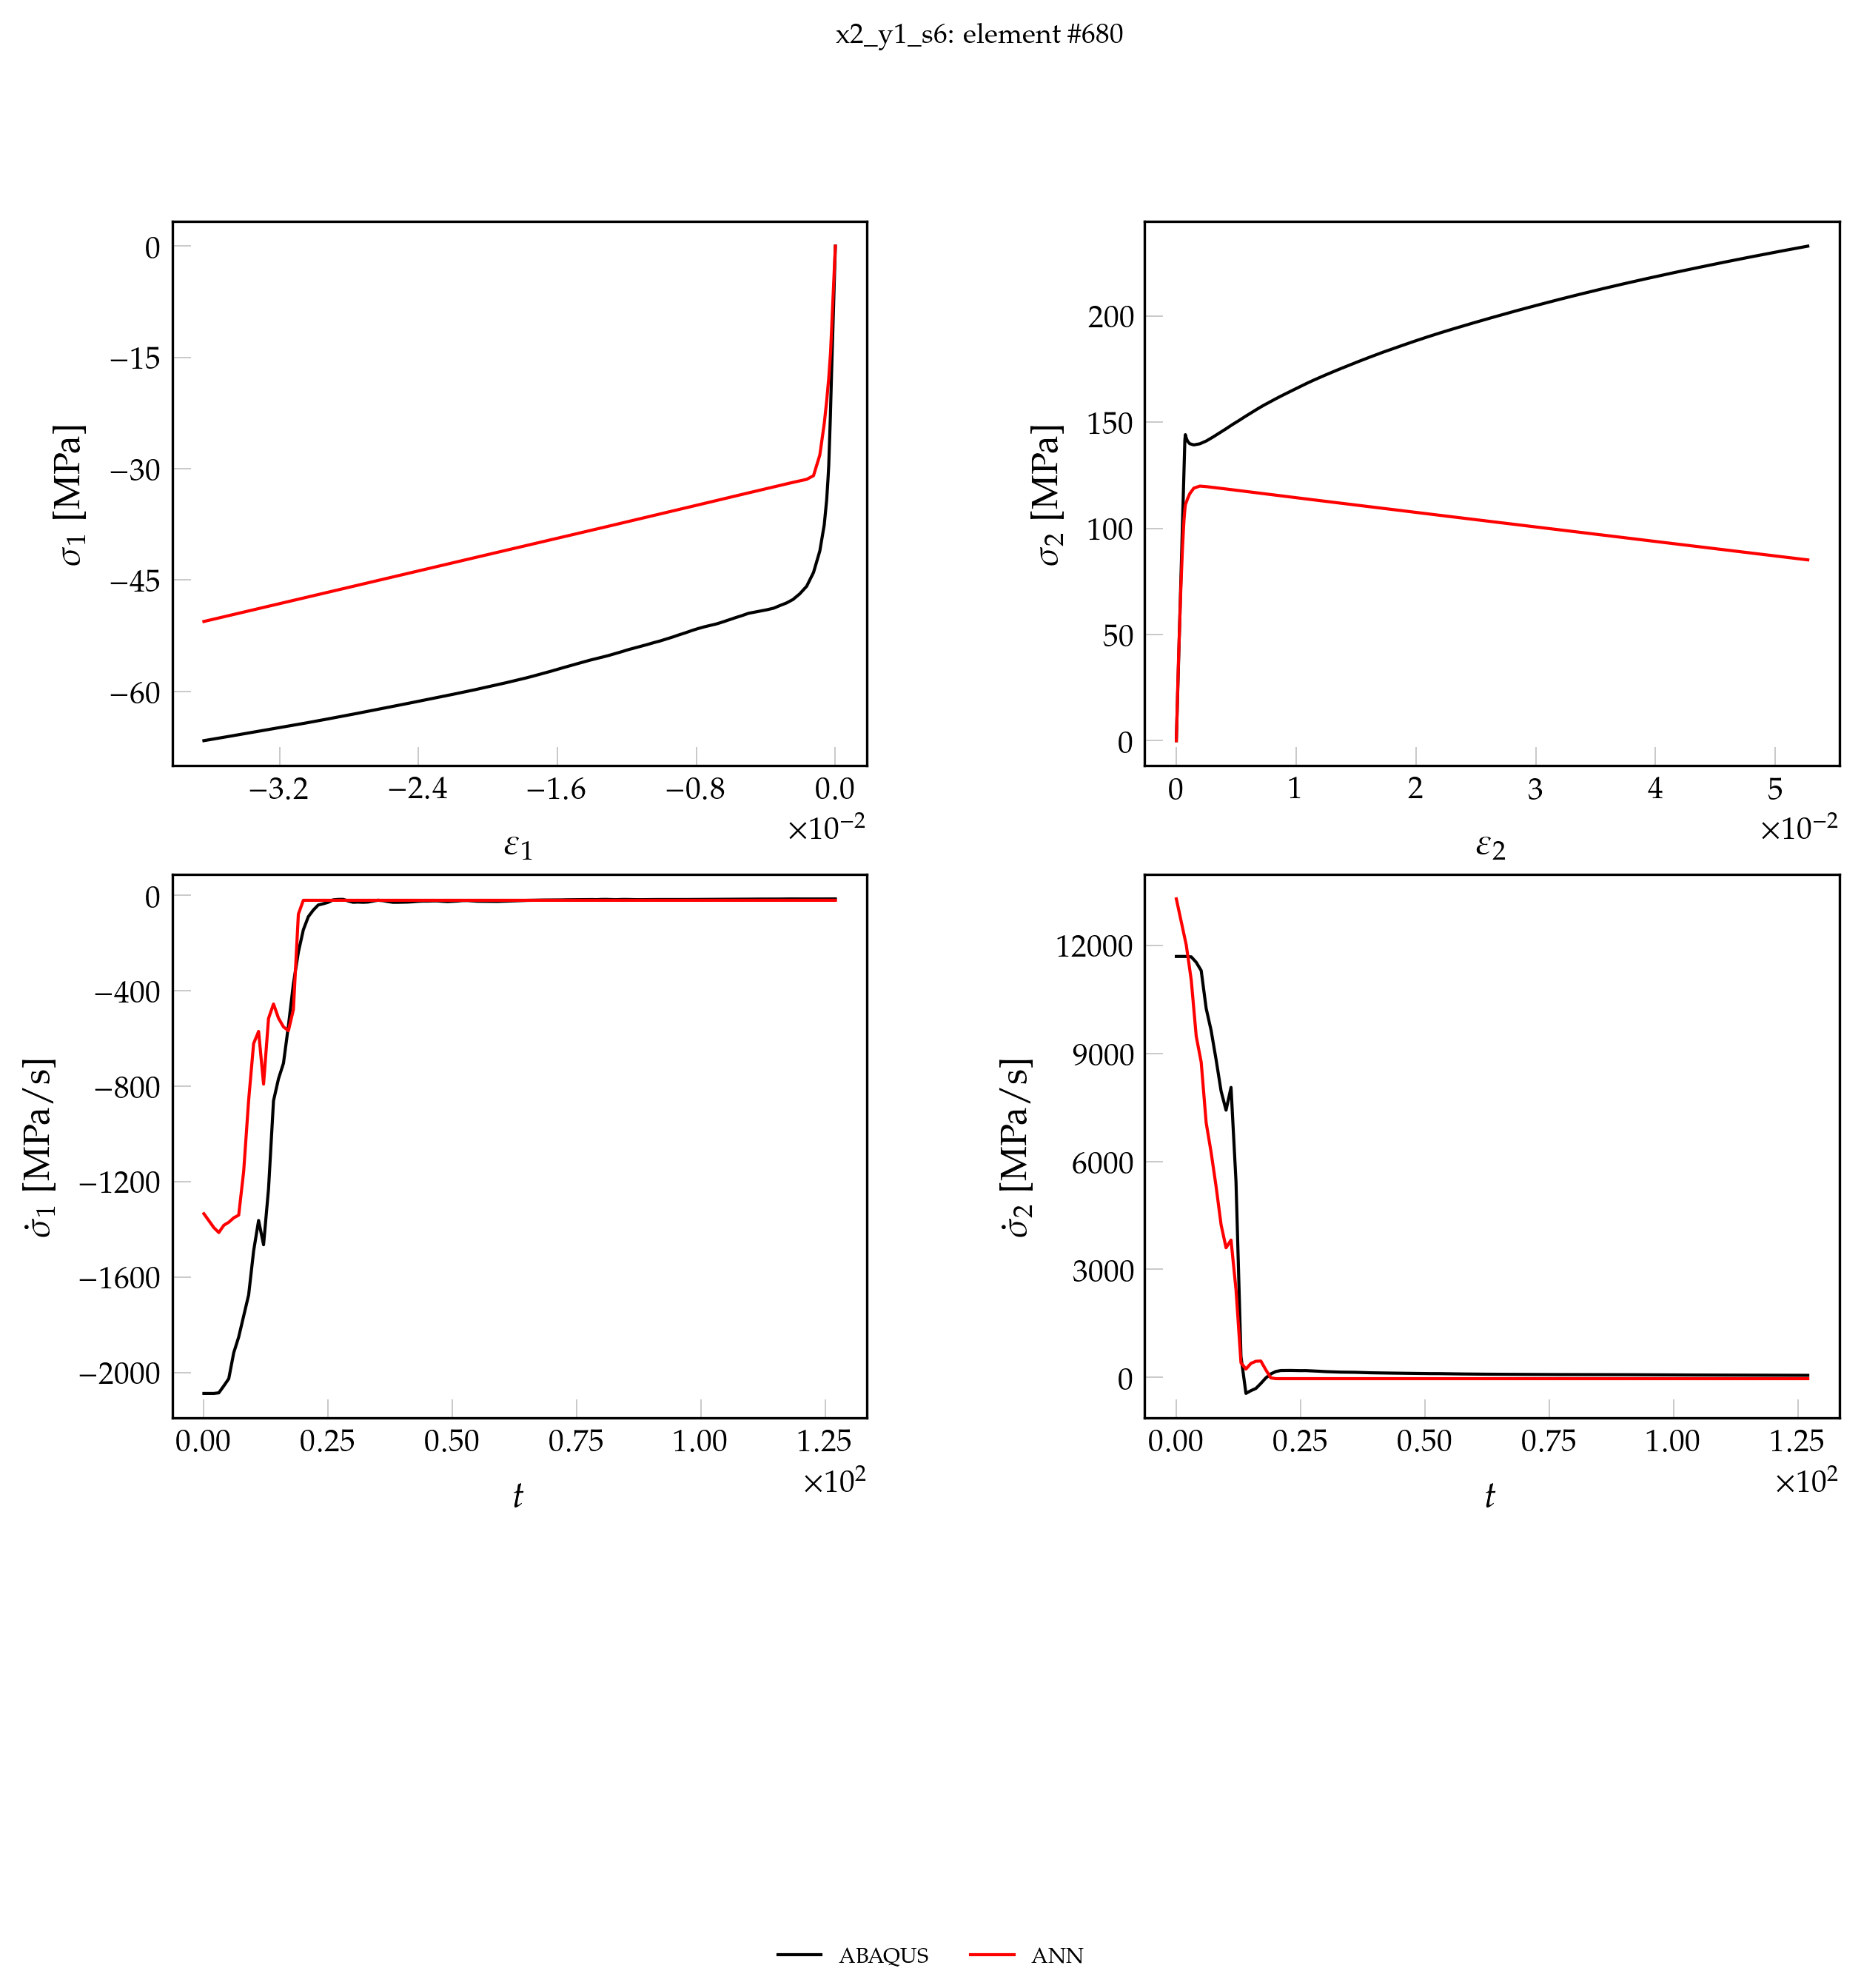 x2_y1_s6: element #680
σ1 [MPa]
0
−15
−30
−45
−60
−3.2 −2.4 −1.6 −0.8 0.0
×10−2
ε1
σ2 [MPa]
200
150
100
50
0
0 1 2 3 4 5
×10−2
ε2
σ̇1 [MPa/s]
0
−400
−800
−1200
−1600
−2000
0.00 0.25 0.50 0.75 1.00 1.25
×102
t
σ̇2 [MPa/s]
12000
9000
6000
3000
0
0.00 0.25 0.50 0.75 1.00 1.25
×102
t
ABAQUS ANN